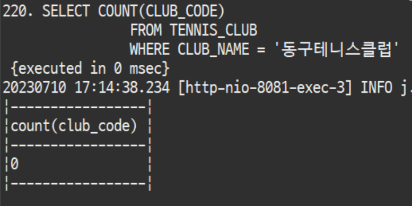 220. SELECT COUNT(CLUB_CODE)
FROM TENNIS_CLUB
WHERE CLUB_NAME = '동구테니스클럽'
{executed in 0 msec}
20230710 17:14:38.234 [http-nio-8081-exec-3] INFO j.
|-----------------|
|count(club_code) |
|-----------------|
|0 |
|-----------------|